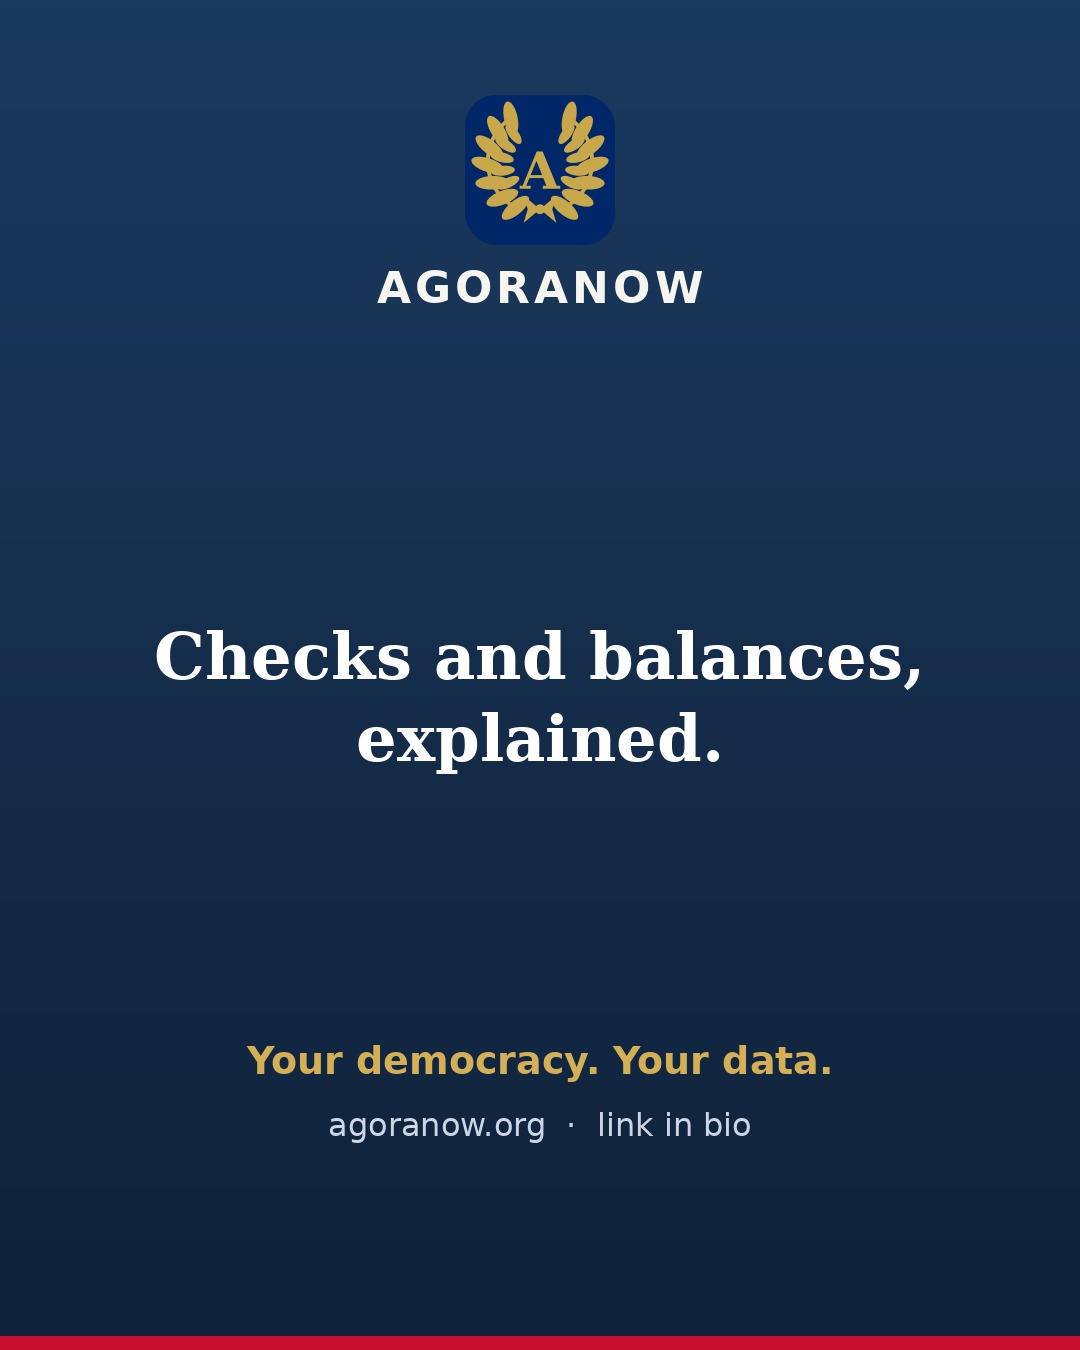 A
AGORANOW
Checks and balances,
explained.
Your democracy. Your data.
agoranow.org · link in bio